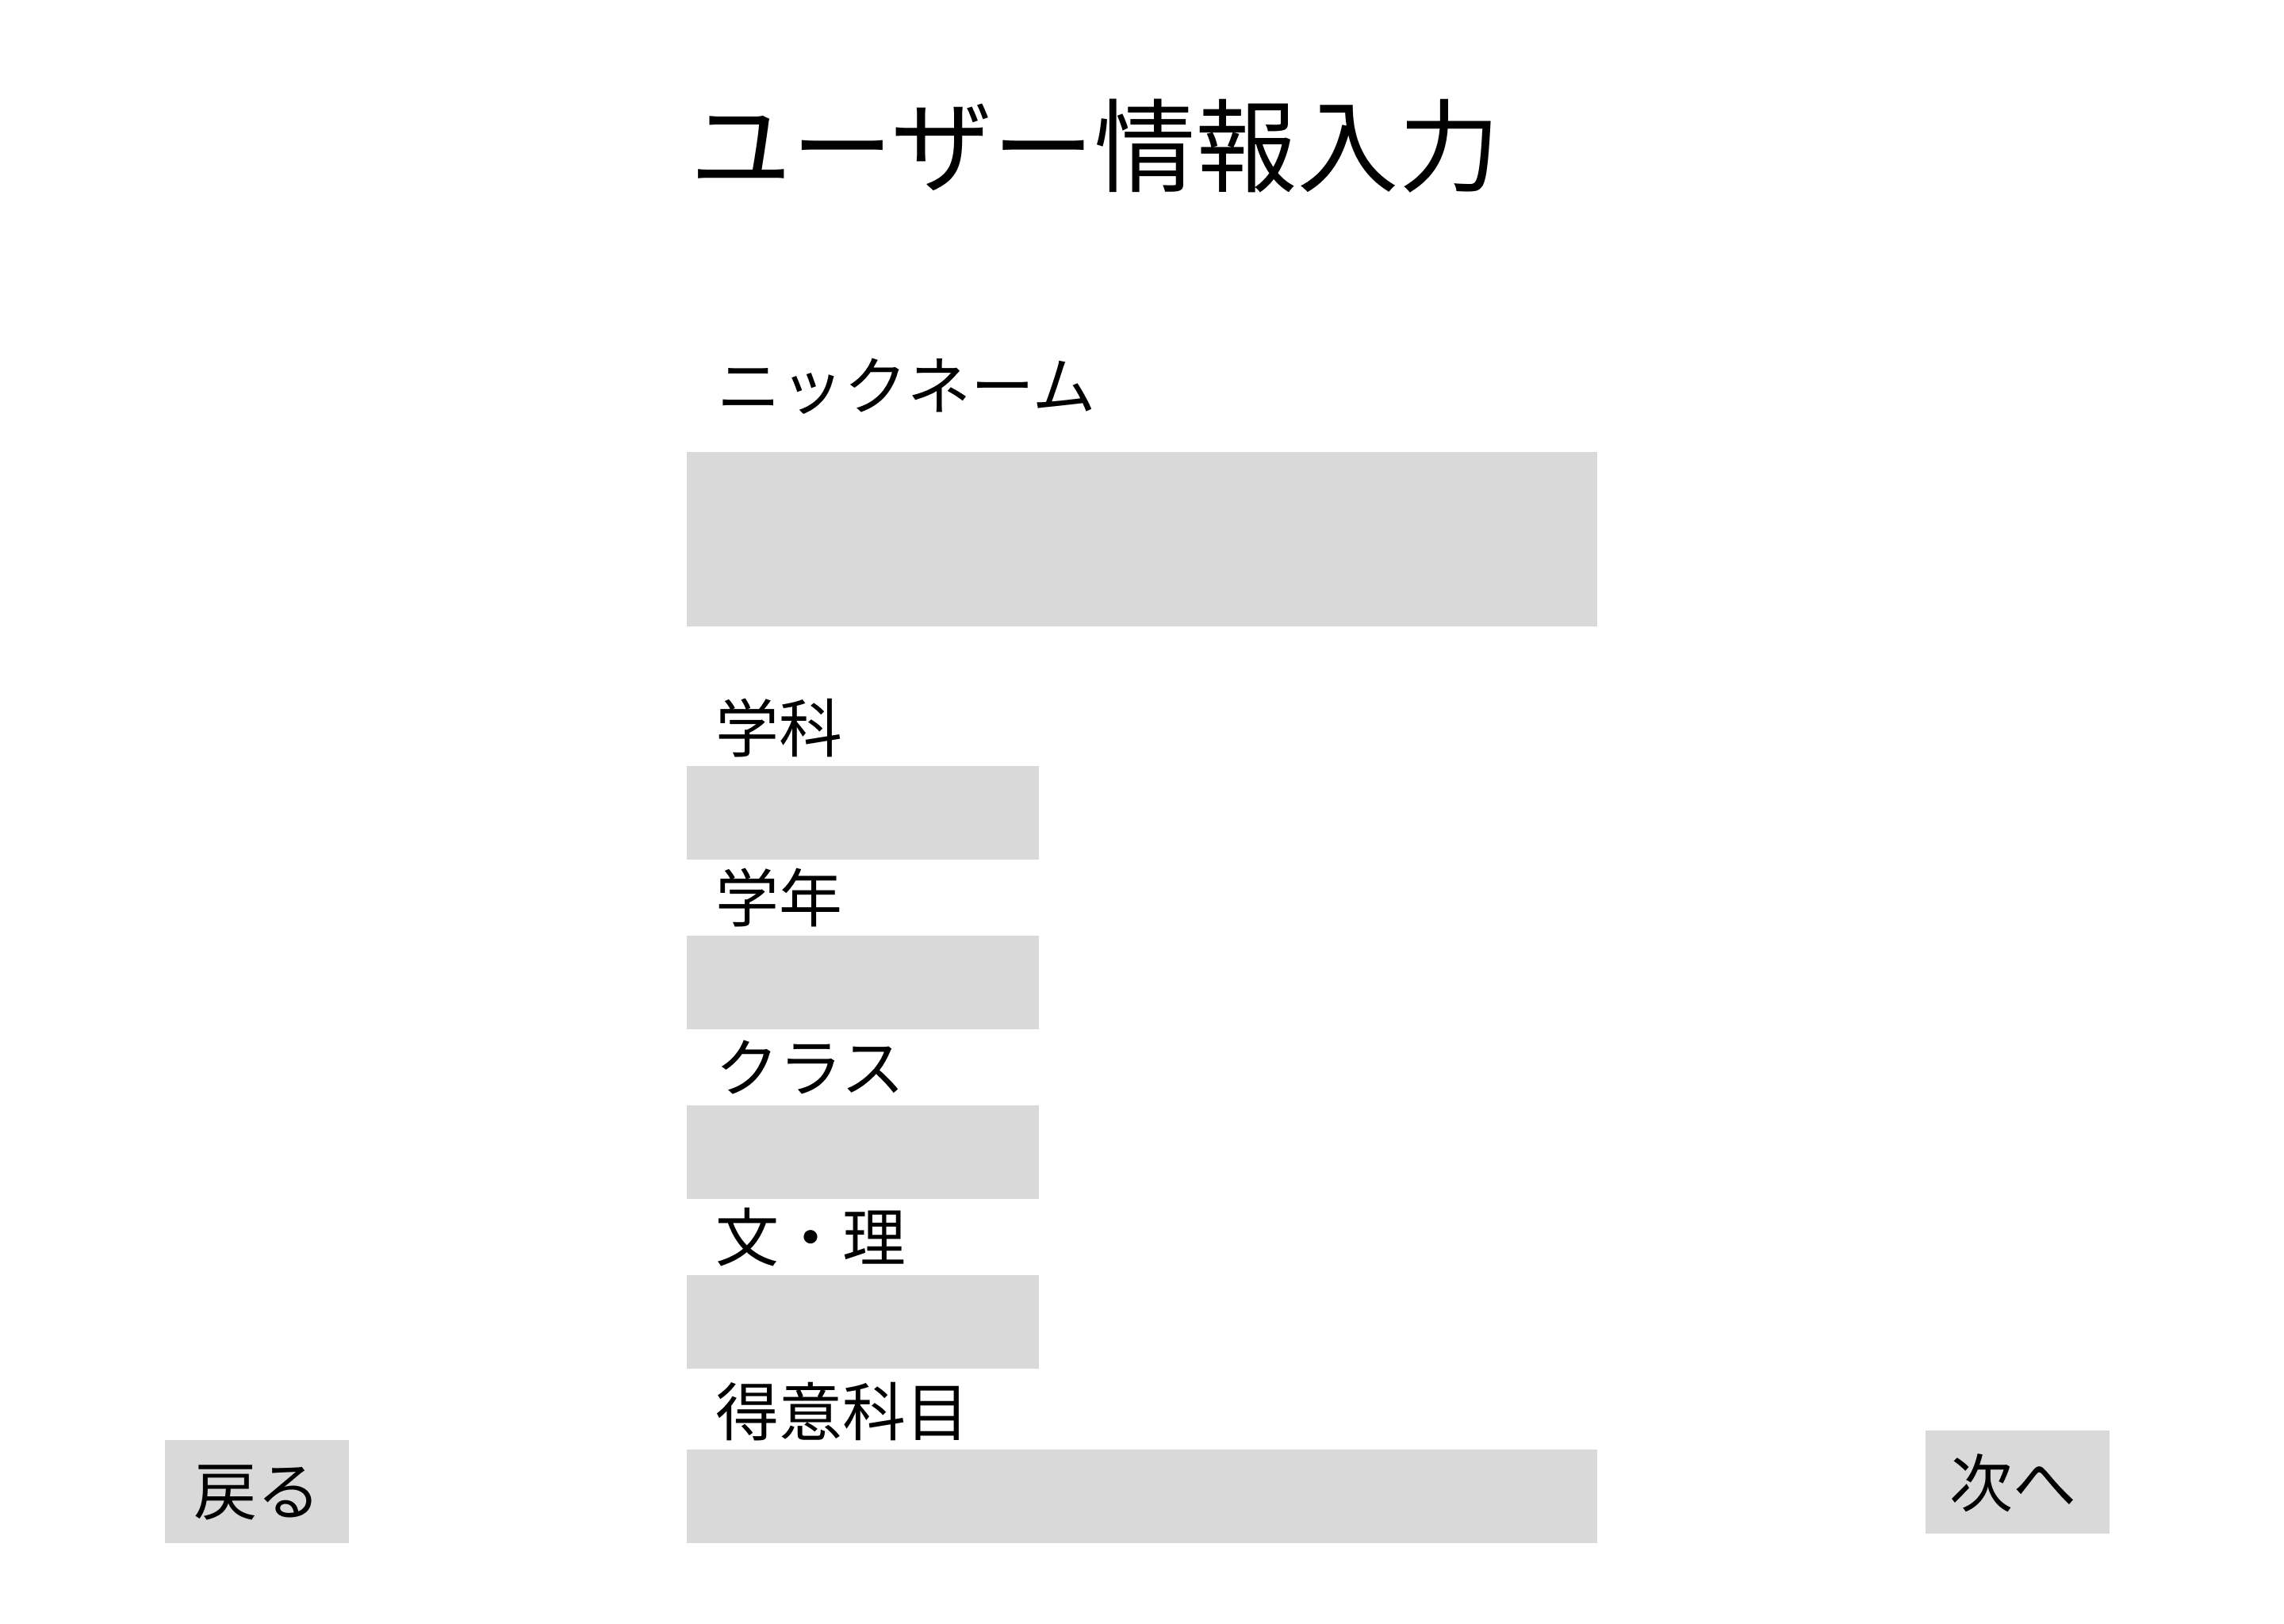 ユーザー情報入力
ニックネーム
学科
学年
クラス
文・理
得意科目
戻る
次へ